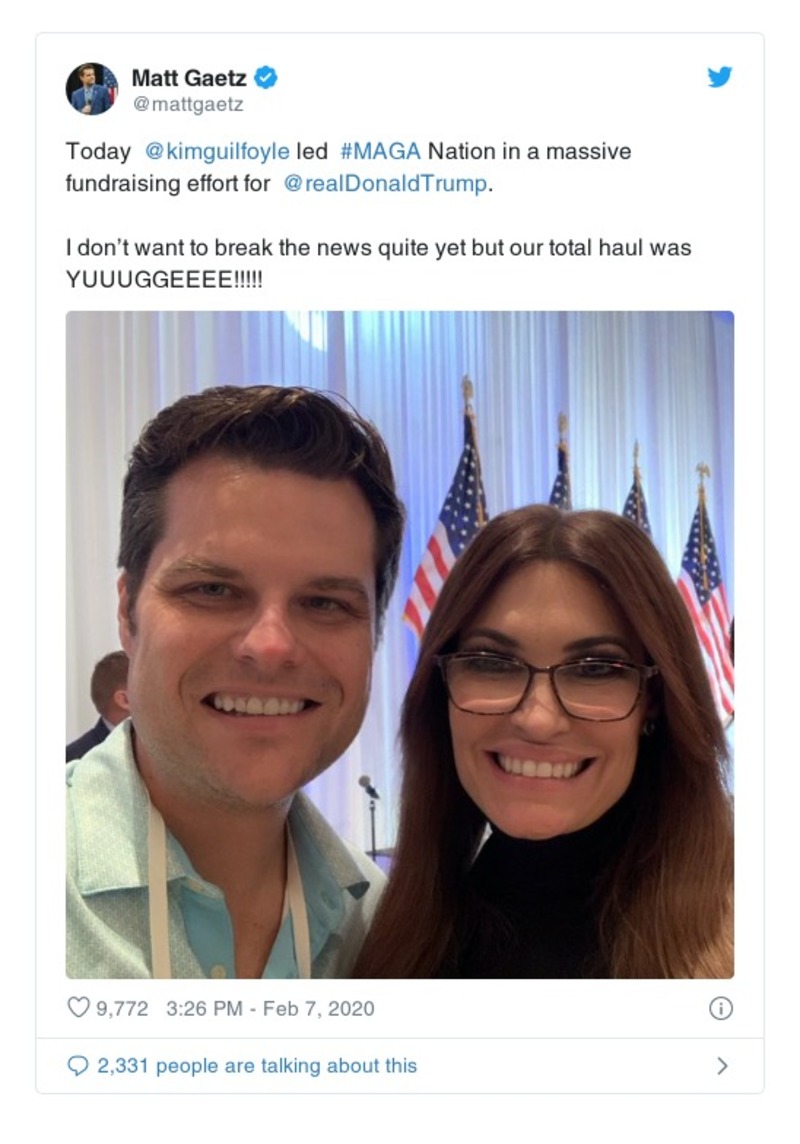 Matt Gaetz
@mattgaetz
Today @kimguilfoyle led #MAGA Nation in a massive
fundraising effort for @realDonaldTrump.
I don’t want to break the news quite yet but our total haul was
YUUUGGEEEE!!!!!
9,772 3:26 PM - Feb 7, 2020
2,331 people are talking about this